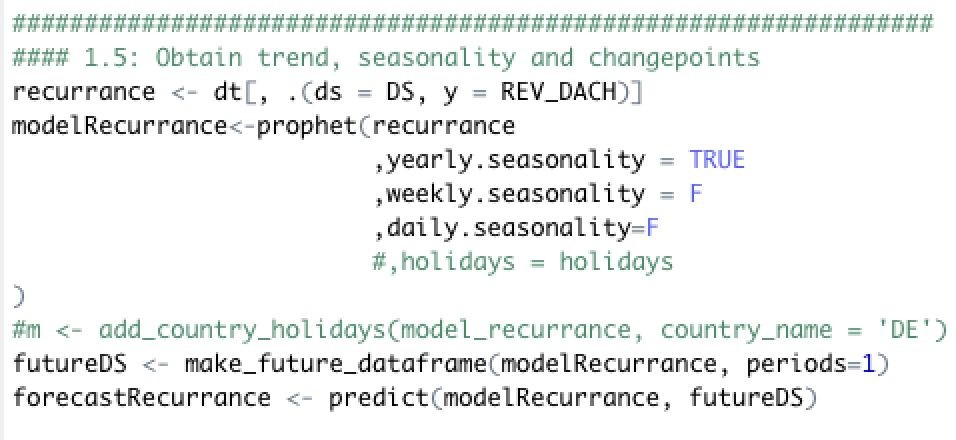 ################################################################
#### 1.5: Obtain trend, seasonality and changepoints
recurrance <- dt[, .(ds = DS, y = REV_DACH)]
modelRecurrance<-prophet(recurrance
,yearly.seasonality = TRUE
,weekly.seasonality = F
,daily.seasonality=F
#,holidays = holidays
)
#m <- add_country_holidays(model_recurrance, country_name = 'DE')
futureDS <- make_future_dataframe(modelRecurrance, periods=1)
forecastRecurrance <- predict(modelRecurrance, futureDS)